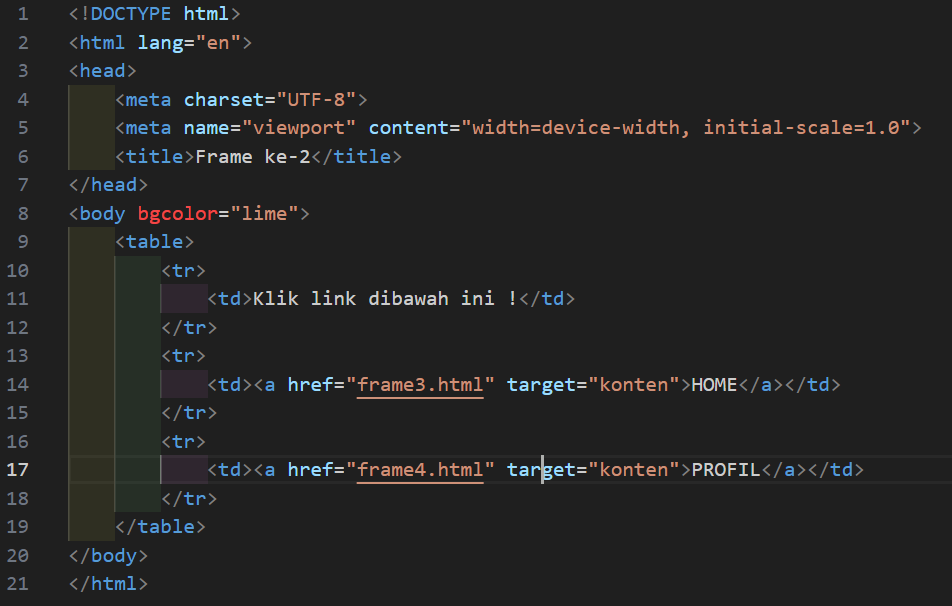 1 <!DOCTYPE html>
2 <html lang="en">
3 <head>
4     <meta charset="UTF-8">
5     <meta name="viewport" content="width=device-width, initial-scale=1.0">
6     <title>Frame ke-2</title>
7 </head>
8 <body bgcolor="lime">
9     <table>
10         <tr>
11             <td>Klik link dibawah ini !</td>
12         </tr>
13         <tr>
14             <td><a href="frame3.html" target="konten">HOME</a></td>
15         </tr>
16         <tr>
17             <td><a href="frame4.html" target="konten">PROFIL</a></td>
18         </tr>
19     </table>
20 </body>
21 </html>